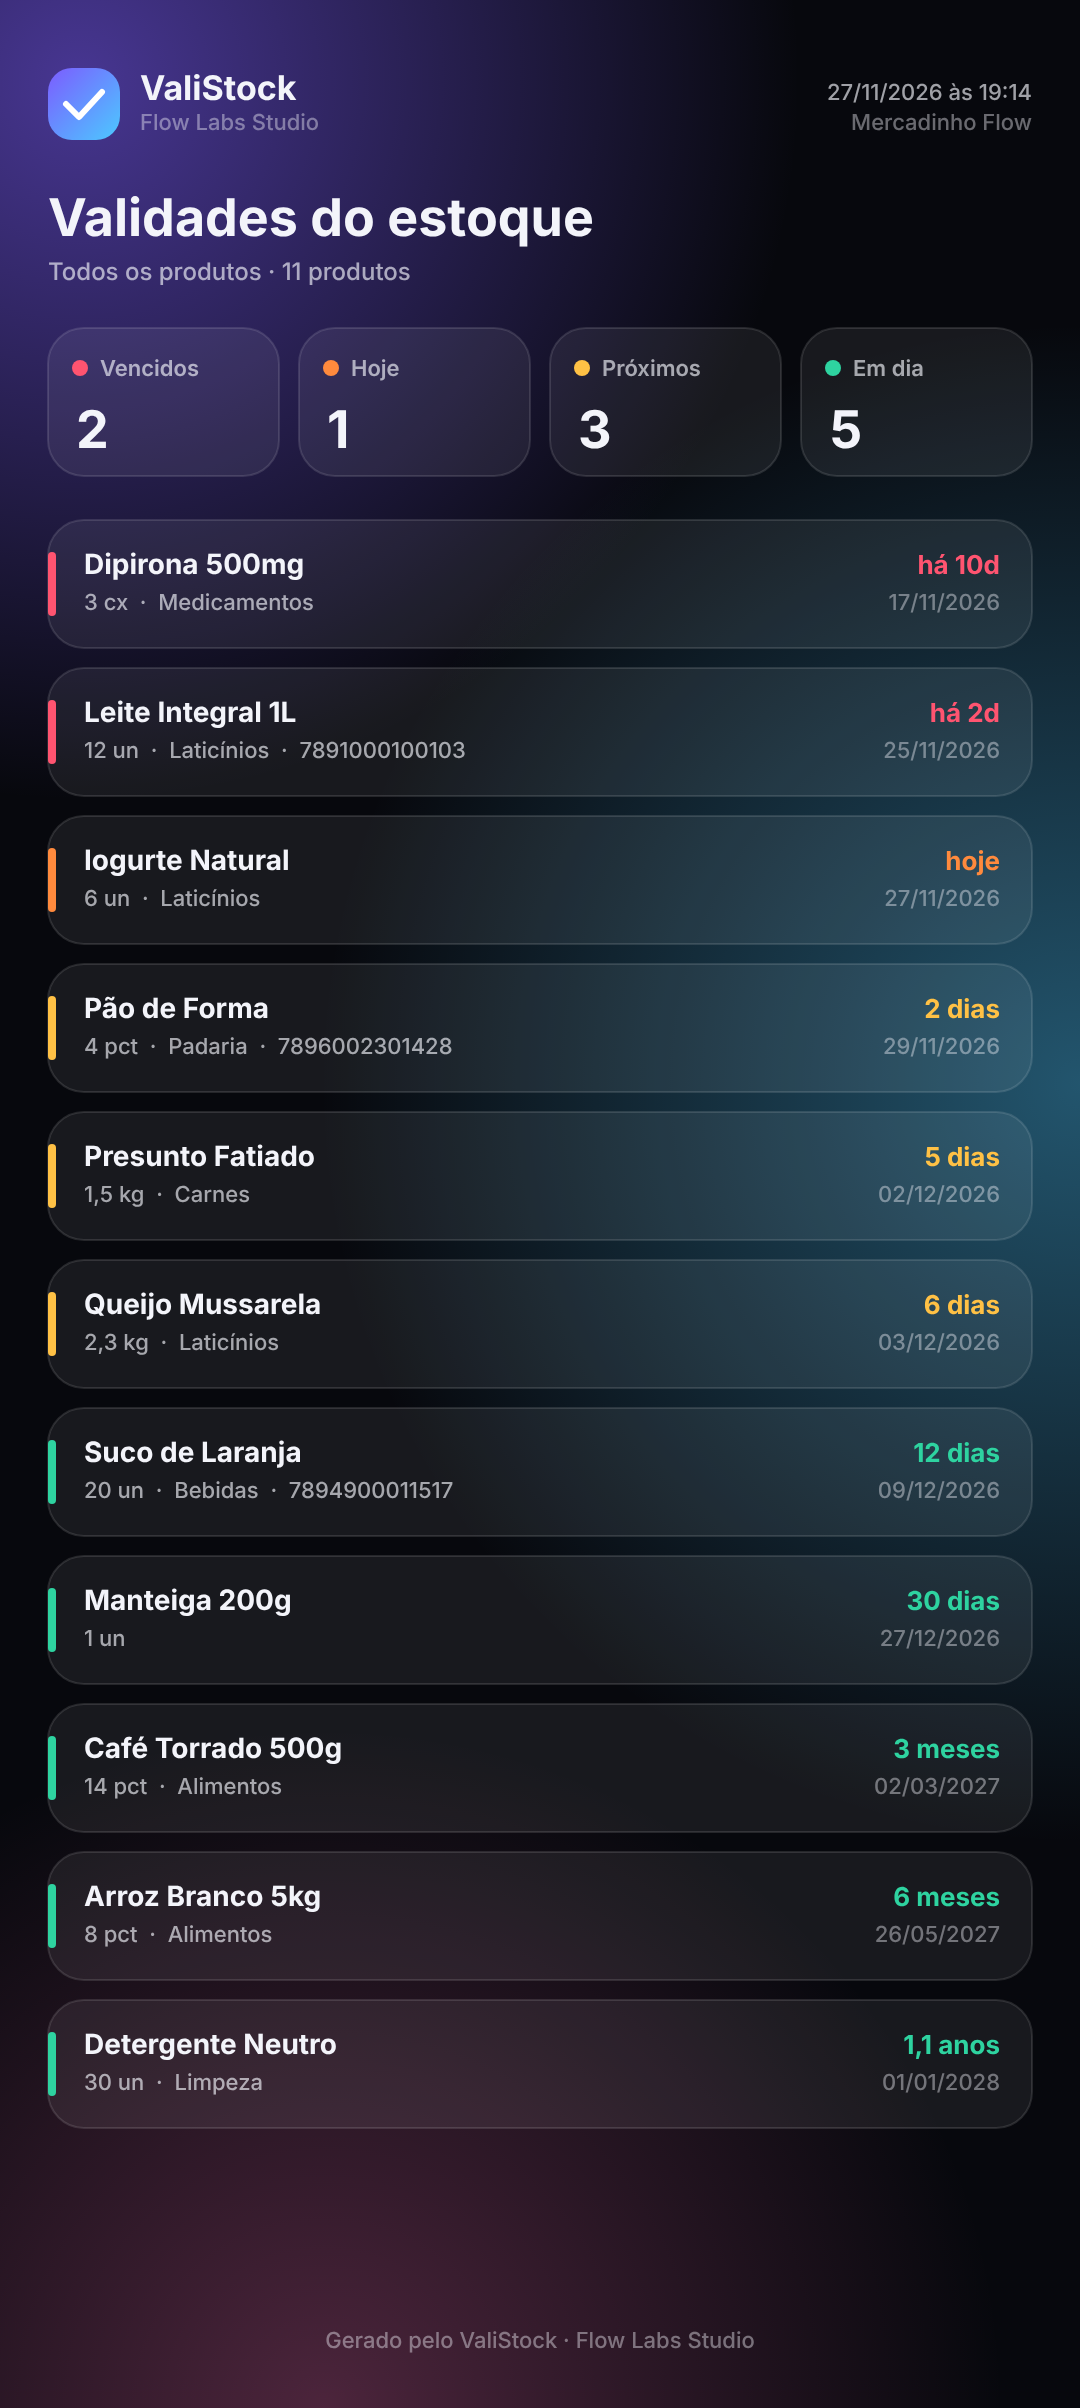 ValiStock
Flow Labs Studio
27/11/2026 às 19:14
Mercadinho Flow
Validades do estoque
Todos os produtos · 11 produtos
Vencidos
2
Hoje
1
Próximos
3
Em dia
5
Dipirona 500mg
há 10d
3 cx · Medicamentos
17/11/2026
Leite Integral 1L
há 2d
12 un · Laticínios · 7891000100103
25/11/2026
Iogurte Natural
hoje
6 un · Laticínios
27/11/2026
Pão de Forma
2 dias
4 pct · Padaria · 7896002301428
29/11/2026
Presunto Fatiado
5 dias
1,5 kg · Carnes
02/12/2026
Queijo Mussarela
6 dias
2,3 kg · Laticínios
03/12/2026
Suco de Laranja
12 dias
20 un · Bebidas · 7894900011517
09/12/2026
Manteiga 200g
30 dias
1 un
27/12/2026
Café Torrado 500g
3 meses
14 pct · Alimentos
02/03/2027
Arroz Branco 5kg
6 meses
8 pct · Alimentos
26/05/2027
Detergente Neutro
1,1 anos
30 un · Limpeza
01/01/2028
Gerado pelo ValiStock · Flow Labs Studio